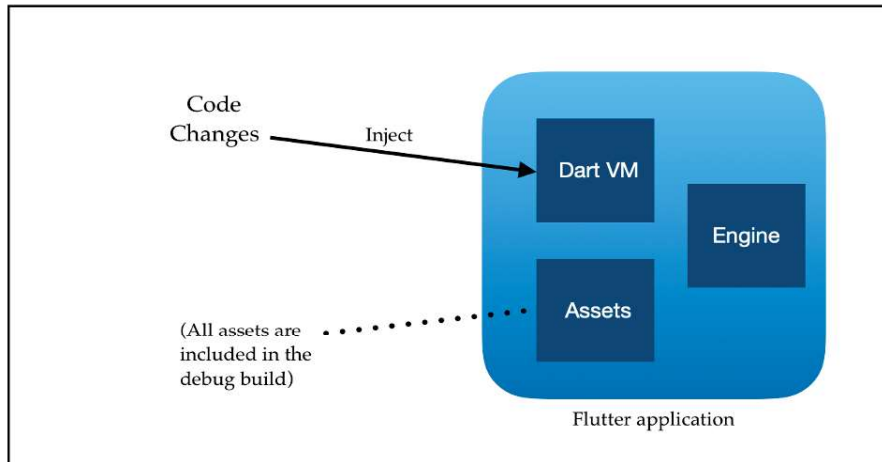 Code
Changes
Inject
Dart VM
Engine
Assets
(All assets are
included in the
debug build)
Flutter application